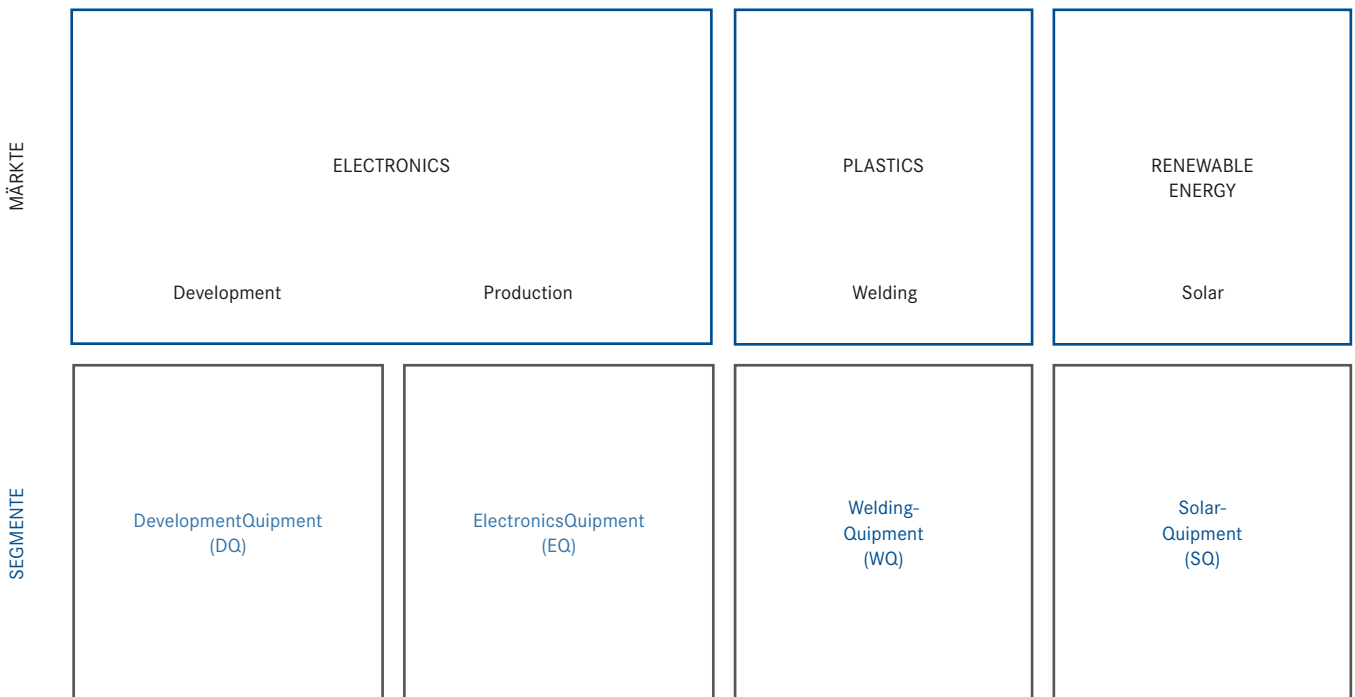 MÄRKTE
ELECTRONICS
Development
Production
PLASTICS
Welding
RENEWABLE
ENERGY
Solar
SEGMENTE
DevelopmentQuipment
(DQ)
ElectronicsQuipment
(EQ)
Welding-
Quipment
(WQ)
Solar-
Quipment
(SQ)